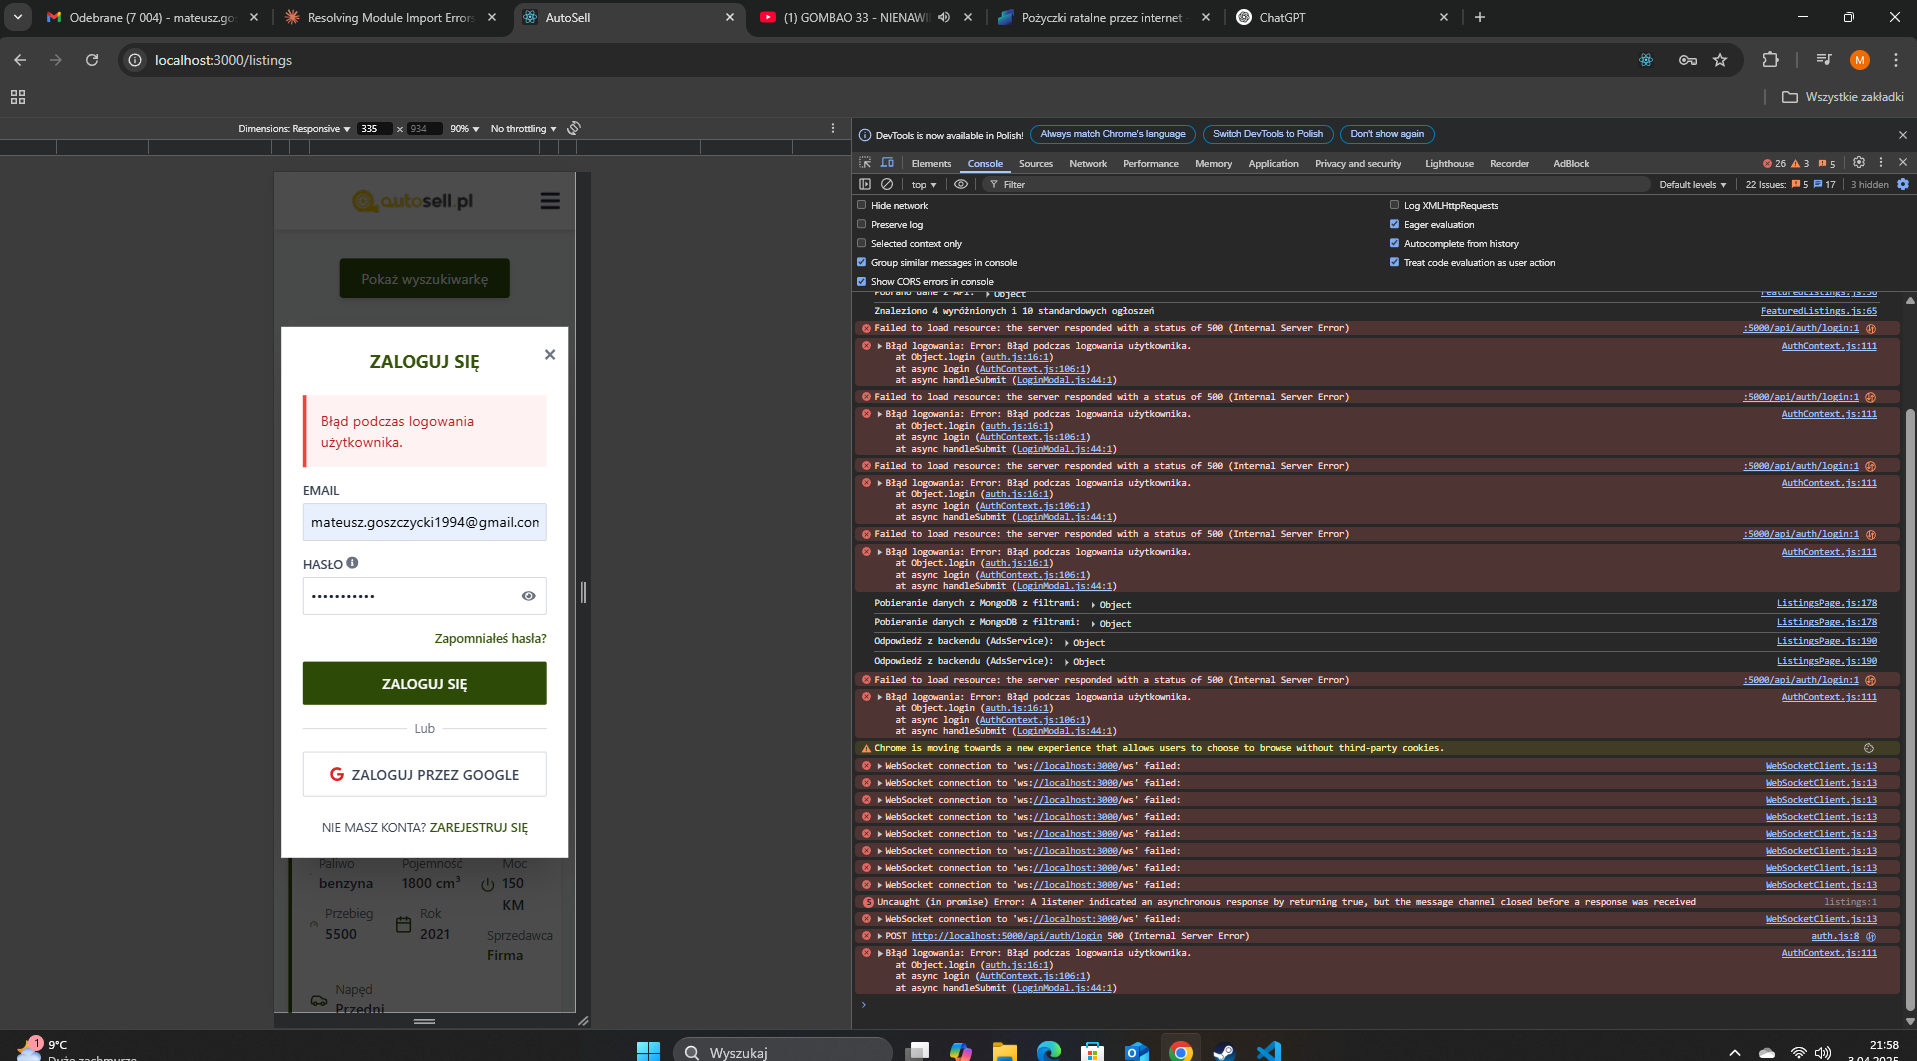 Odebrane (7 004) - mateusz.go
Resolving Module Import Errors
AutoSell
(1) GOMBAO 33 - NIENAWI
Pożyczki ratalne przez internet
ChatGPT
localhost:3000/listings
M
Wszystkie zakładki
Dimensions: Responsive
335
×
934
90%
No throttling
DevTools is now available in Polish!
Always match Chrome's language
Switch DevTools to Polish
Don't show again
Elements
Console
Sources
Network
Performance
Memory
Application
Privacy and security
Lighthouse
Recorder
AdBlock
26
3
5
top
Filter
Default levels
22 Issues:
5
17
3 hidden
Hide network
Log XMLHttpRequests
Preserve log
Eager evaluation
Selected context only
Autocomplete from history
Group similar messages in console
Treat code evaluation as user action
Show CORS errors in console
autosell.pl
Pokaż wyszukiwarkę
ZALOGUJ SIĘ
Błąd podczas logowania
użytkownika.
EMAIL
mateusz.goszczycki1994@gmail.com
HASŁO
Zapomniałeś hasła?
ZALOGUJ SIĘ
Lub
ZALOGUJ PRZEZ GOOGLE
NIE MASZ KONTA? ZAREJESTRUJ SIĘ
Paliwo
benzyna
Pojemność
1800 cm³
Moc
150
KM
Przebieg
5500
Rok
2021
Sprzedawca
Firma
Napęd
Przedni
Pobrano dane z API: Object FeaturedListings.js:50
Znaleziono 4 wyróżnionych i 10 standardowych ogłoszeń FeaturedListings.js:65
Failed to load resource: the server responded with a status of 500 (Internal Server Error) :5000/api/auth/login:1
Błąd logowania: Error: Błąd podczas logowania użytkownika. AuthContext.js:111
at Object.login (auth.js:16:1)
at async login (AuthContext.js:106:1)
at async handleSubmit (LoginModal.js:44:1)
Failed to load resource: the server responded with a status of 500 (Internal Server Error) :5000/api/auth/login:1
Błąd logowania: Error: Błąd podczas logowania użytkownika. AuthContext.js:111
at Object.login (auth.js:16:1)
at async login (AuthContext.js:106:1)
at async handleSubmit (LoginModal.js:44:1)
Failed to load resource: the server responded with a status of 500 (Internal Server Error) :5000/api/auth/login:1
Błąd logowania: Error: Błąd podczas logowania użytkownika. AuthContext.js:111
at Object.login (auth.js:16:1)
at async login (AuthContext.js:106:1)
at async handleSubmit (LoginModal.js:44:1)
Failed to load resource: the server responded with a status of 500 (Internal Server Error) :5000/api/auth/login:1
Błąd logowania: Error: Błąd podczas logowania użytkownika. AuthContext.js:111
at Object.login (auth.js:16:1)
at async login (AuthContext.js:106:1)
at async handleSubmit (LoginModal.js:44:1)
Pobieranie danych z MongoDB z filtrami: Object ListingsPage.js:178
Pobieranie danych z MongoDB z filtrami: Object ListingsPage.js:178
Odpowiedź z backendu (AdsService): Object ListingsPage.js:190
Odpowiedź z backendu (AdsService): Object ListingsPage.js:190
Failed to load resource: the server responded with a status of 500 (Internal Server Error) :5000/api/auth/login:1
Błąd logowania: Error: Błąd podczas logowania użytkownika. AuthContext.js:111
at Object.login (auth.js:16:1)
at async login (AuthContext.js:106:1)
at async handleSubmit (LoginModal.js:44:1)
Chrome is moving towards a new experience that allows users to choose to browse without third-party cookies.
WebSocket connection to 'ws://localhost:3000/ws' failed: WebSocketClient.js:13
WebSocket connection to 'ws://localhost:3000/ws' failed: WebSocketClient.js:13
WebSocket connection to 'ws://localhost:3000/ws' failed: WebSocketClient.js:13
WebSocket connection to 'ws://localhost:3000/ws' failed: WebSocketClient.js:13
WebSocket connection to 'ws://localhost:3000/ws' failed: WebSocketClient.js:13
WebSocket connection to 'ws://localhost:3000/ws' failed: WebSocketClient.js:13
WebSocket connection to 'ws://localhost:3000/ws' failed: WebSocketClient.js:13
WebSocket connection to 'ws://localhost:3000/ws' failed: WebSocketClient.js:13
5 Uncaught (in promise) Error: A listener indicated an asynchronous response by returning true, but the message channel closed before a response was received listings:1
WebSocket connection to 'ws://localhost:3000/ws' failed: WebSocketClient.js:13
POST http://localhost:5000/api/auth/login 500 (Internal Server Error) auth.js:8
Błąd logowania: Error: Błąd podczas logowania użytkownika. AuthContext.js:111
at Object.login (auth.js:16:1)
at async login (AuthContext.js:106:1)
at async handleSubmit (LoginModal.js:44:1)
1
9°C
Duże zachmurze
Wyszukaj
21:58
3.04.2025